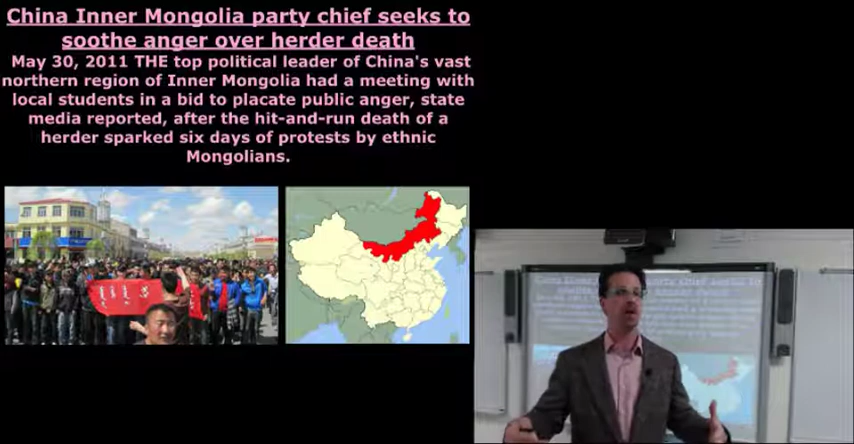 China Inner Mongolia party chief seeks to
soothe anger over herder death
May 30, 2011 THE top political leader of China's vast
northern region of Inner Mongolia had a meeting with
local students in a bid to placate public anger, state
media reported, after the hit-and-run death of a
herder sparked six days of protests by ethnic
Mongolians.